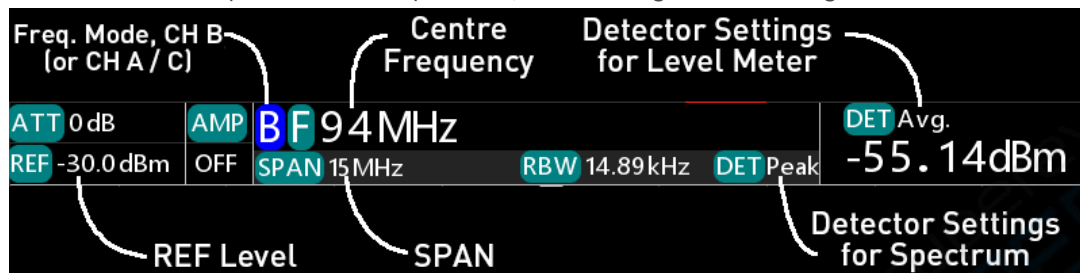 Freq. Mode, CH B
(or CH A / C)
Centre
Frequency
Detector Settings
for Level Meter
ATT 0 dB AMP B F 94 MHz DET Avg.
REF -30.0 dBm OFF SPAN 15 MHz RBW 14.89 kHz DET Peak -55.14dBm
REF Level
SPAN
Detector Settings
for Spectrum